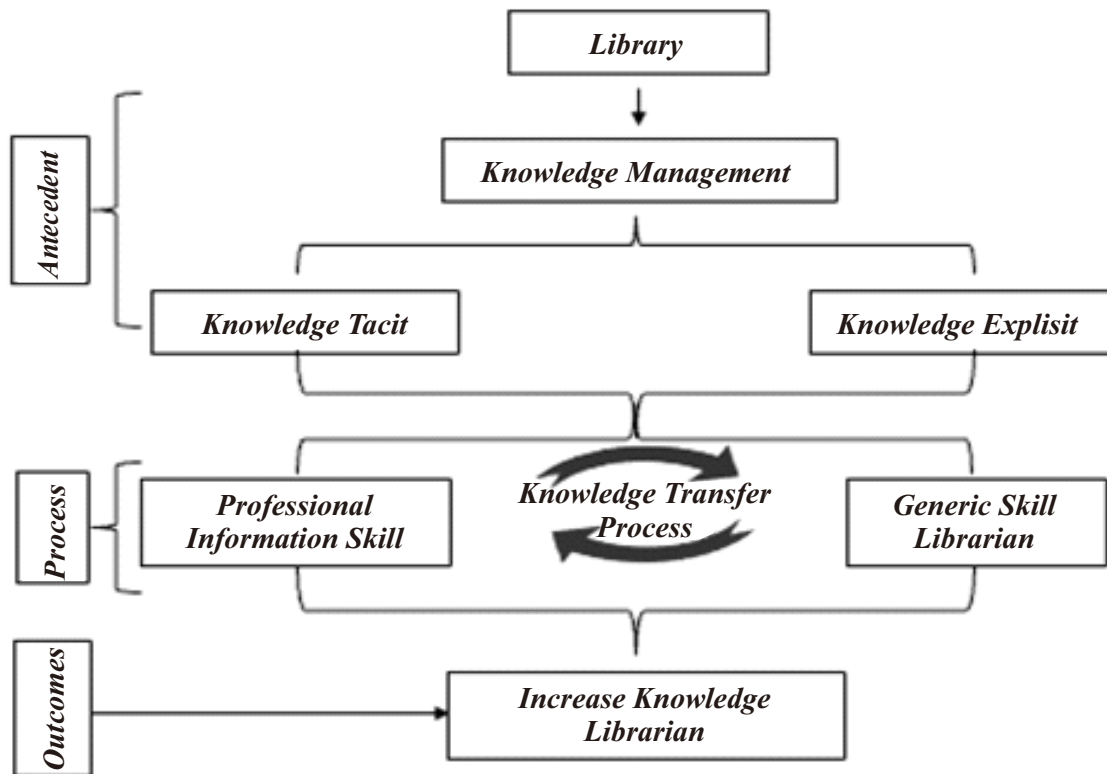 Library
Knowledge Management
Antecedent
Knowledge Tacit
Knowledge Explisit
Process
Professional
Information Skill
Knowledge Transfer
Process
Generic Skill
Librarian
Outcomes
Increase Knowledge
Librarian